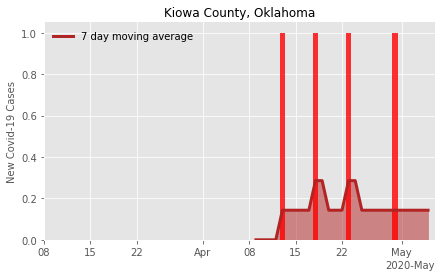 Kiowa County, Oklahoma
7 day moving average
New Covid-19 Cases
1.0
0.8
0.6
0.4
0.2
0.0
08 15 22 Apr 08 15 22 May
2020-May